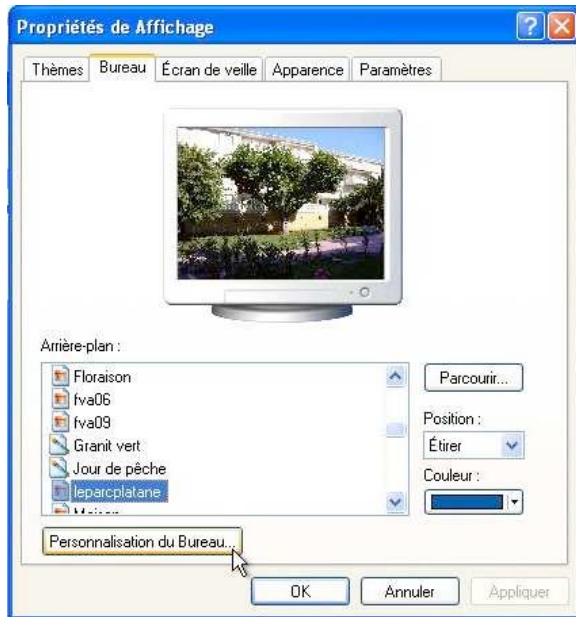 Propriétés de Affichage
Thèmes Bureau Écran de veille Apparence Paramètres
Arrière-plan :
Floraison
fva06
fva09
Granit vert
Jour de pêche
leparcplatane
Parcourir...
Position :
Étirer
Couleur :
Personnalisation du Bureau...
OK Annuler Appliquer